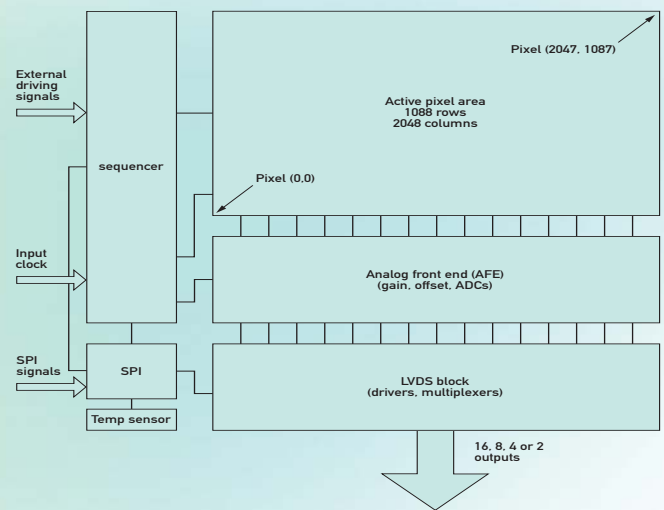 External
driving
signals
sequencer
Input
clock
SPI
signals
SPI
Temp sensor
Pixel (2047, 1087)
Active pixel area
1088 rows
2048 columns
Pixel (0,0)
Analog front end (AFE)
(gain, offset, ADCs)
LVDS block
(drivers, multiplexers)
16, 8, 4 or 2
outputs